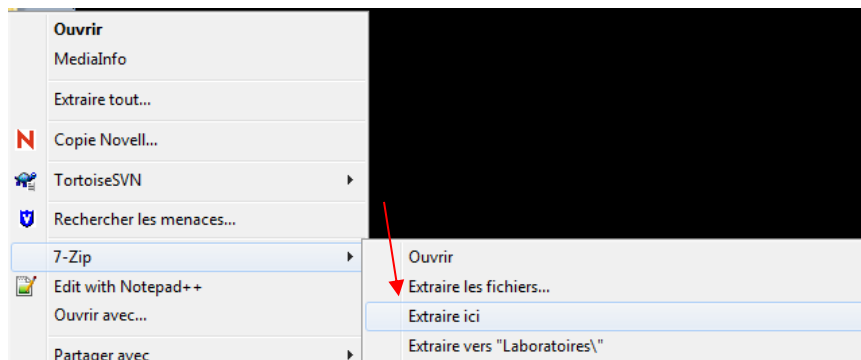 Ouvrir
MediaInfo
Extraire tout...
Copie Novell...
TortoiseSVN
Rechercher les menaces...
7-Zip
Edit with Notepad++
Ouvrir avec...
Partager avec
Ouvrir
Extraire les fichiers...
Extraire ici
Extraire vers "Laboratoires\"